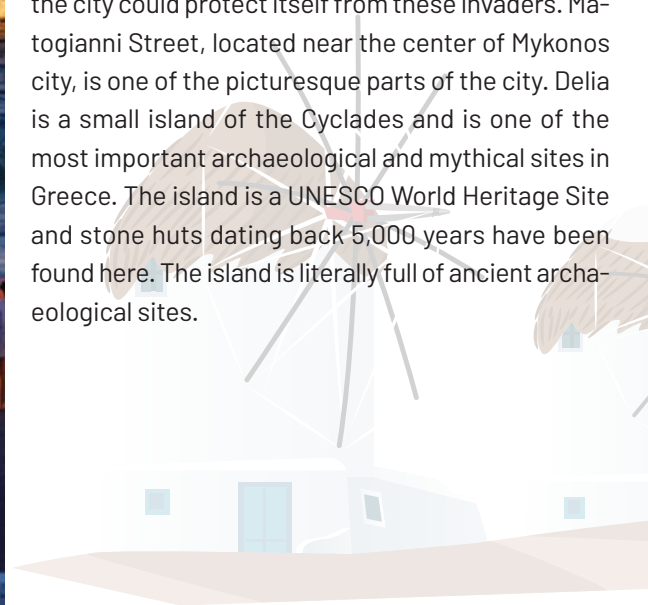 the city could protect itself from these invaders. Ma-
togianni Street, located near the center of Mykonos
city, is one of the picturesque parts of the city. Delia
is a small island of the Cyclades and is one of the
most important archaeological and mythical sites in
Greece. The island is a UNESCO World Heritage Site
and stone huts dating back 5,000 years have been
found here. The island is literally full of ancient archa-
eological sites.